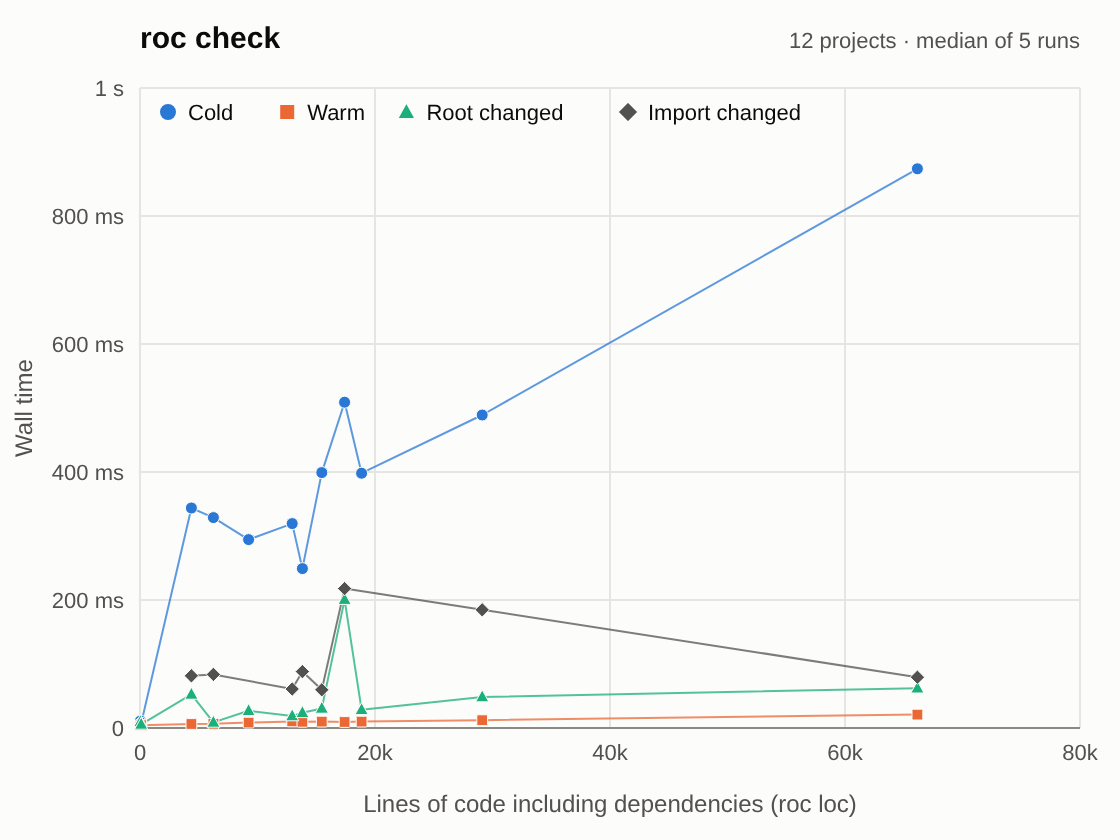 roc check
12 projects · median of 5 runs
1 s
Cold
Warm
Root changed
Import changed
800 ms
600 ms
Wall time
400 ms
200 ms
0
0
20k
40k
60k
80k
Lines of code including dependencies (roc loc)